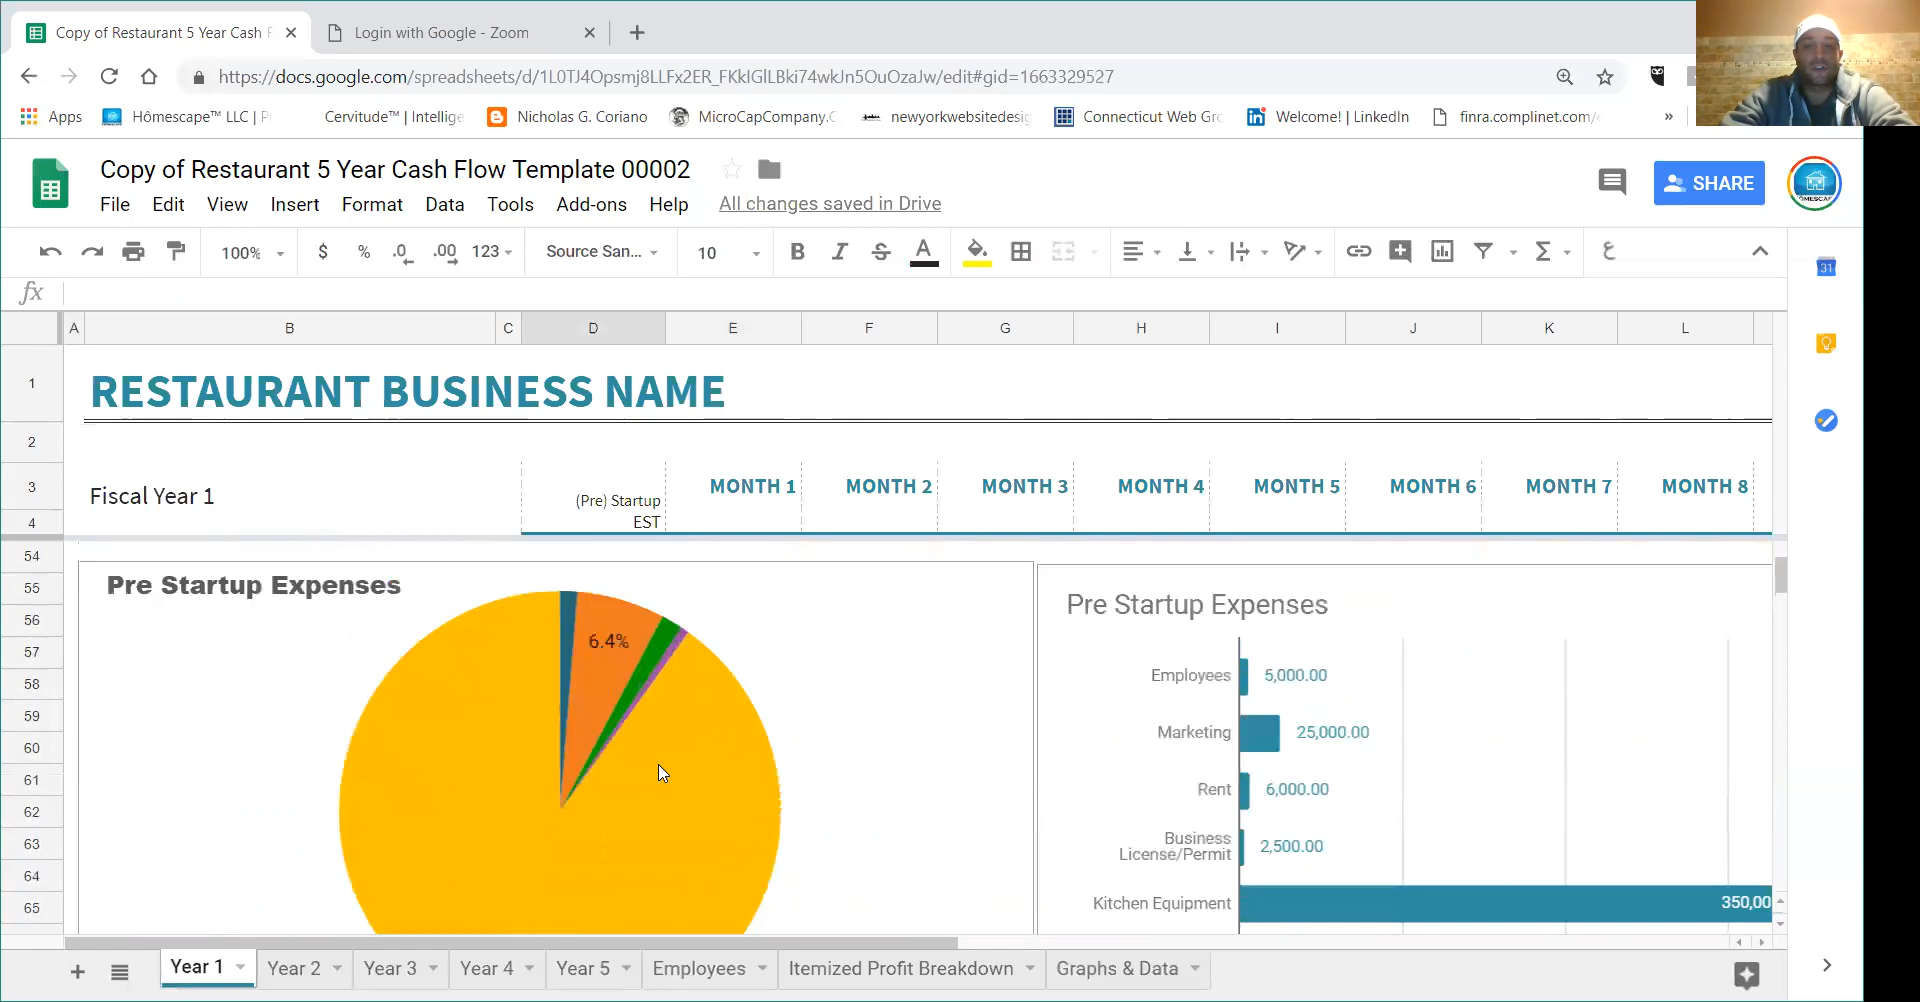 Copy of Restaurant 5 Year Cash F
Login with Google - Zoom
https://docs.google.com/spreadsheets/d/1L0TJ4Opsmj8LLFx2ER_FKkIGlLBki74wkJn5OuOzaJw/edit#gid=1663329527
Apps Hômescape™ LLC | P Cervitude™ | Intellige Nicholas G. Coriano MicroCapCompany.C newyorkwebsitedesig Connecticut Web Gro Welcome! | LinkedIn finra.complinet.com/ »
Copy of Restaurant 5 Year Cash Flow Template 00002
SHARE
File Edit View Insert Format Data Tools Add-ons Help All changes saved in Drive
100% $ % .0 .00 123 Source San... 10 B I S A Σ
31
fx
A B C D E F G H I J K L
1 RESTAURANT BUSINESS NAME
2
3 Fiscal Year 1 (Pre) Startup MONTH 1 MONTH 2 MONTH 3 MONTH 4 MONTH 5 MONTH 6 MONTH 7 MONTH 8
4 EST
54
55
56
57
58
59
60
61
62
63
64
65
Pre Startup Expenses
6.4%
Pre Startup Expenses
Employees 5,000.00
Marketing 25,000.00
Rent 6,000.00
Business
License/Permit 2,500.00
Kitchen Equipment 350,00
Year 1 Year 2 Year 3 Year 4 Year 5 Employees Itemized Profit Breakdown Graphs & Data